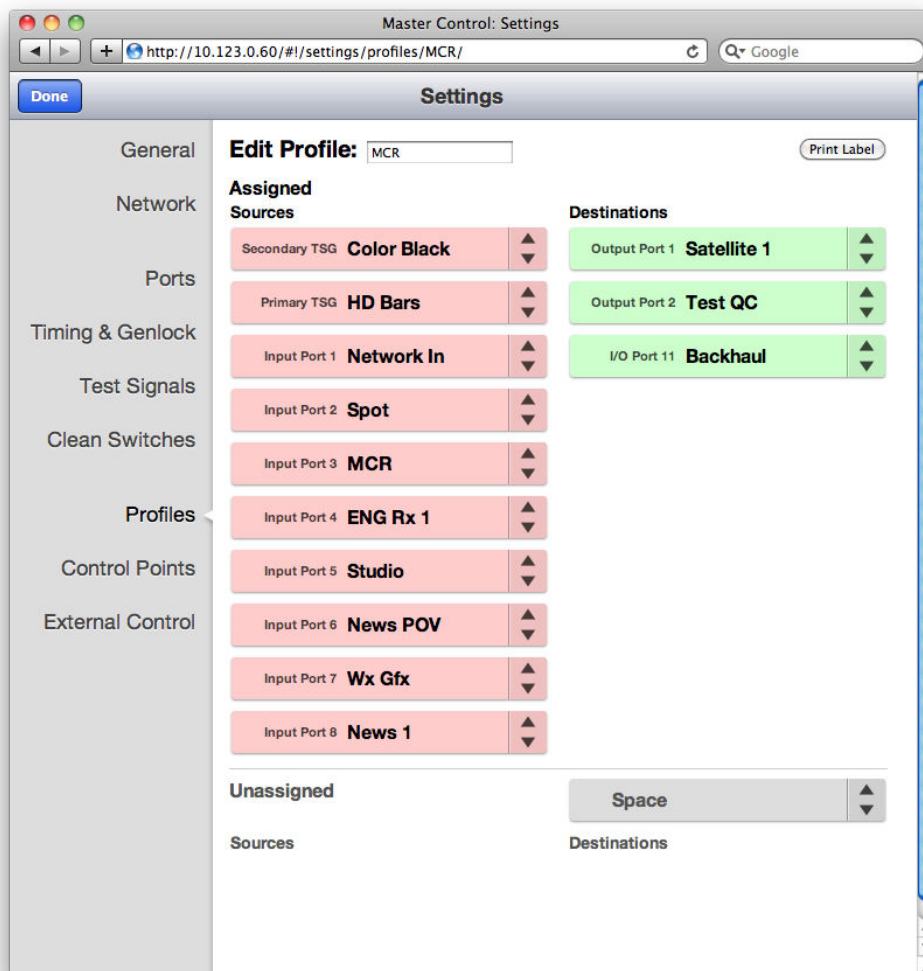 Master Control: Settings
http://10.123.0.60/#!/settings/profiles/MCR/
Google
Done
Settings
General
Network
Ports
Timing & Genlock
Test Signals
Clean Switches
Profiles
Control Points
External Control
Edit Profile: MCR
Print Label
Assigned
Sources
Secondary TSG Color Black
Primary TSG HD Bars
Input Port 1 Network In
Input Port 2 Spot
Input Port 3 MCR
Input Port 4 ENG Rx 1
Input Port 5 Studio
Input Port 6 News POV
Input Port 7 Wx Gfx
Input Port 8 News 1
Destinations
Output Port 1 Satellite 1
Output Port 2 Test QC
I/O Port 11 Backhaul
Unassigned
Space
Sources
Destinations